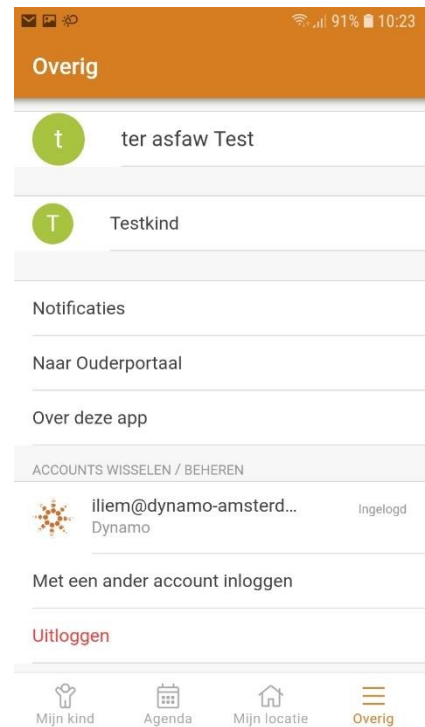 91% 10:23
Overig
t ter asfaw Test
T Testkind
Notificaties
Naar Ouderportaal
Over deze app
ACCOUNTS WISSELEN / BEHEREN
iliem@dynamo-amsterd... Ingelogd
Dynamo
Met een ander account inloggen
Uitloggen
Mijn kind Agenda Mijn locatie Overig